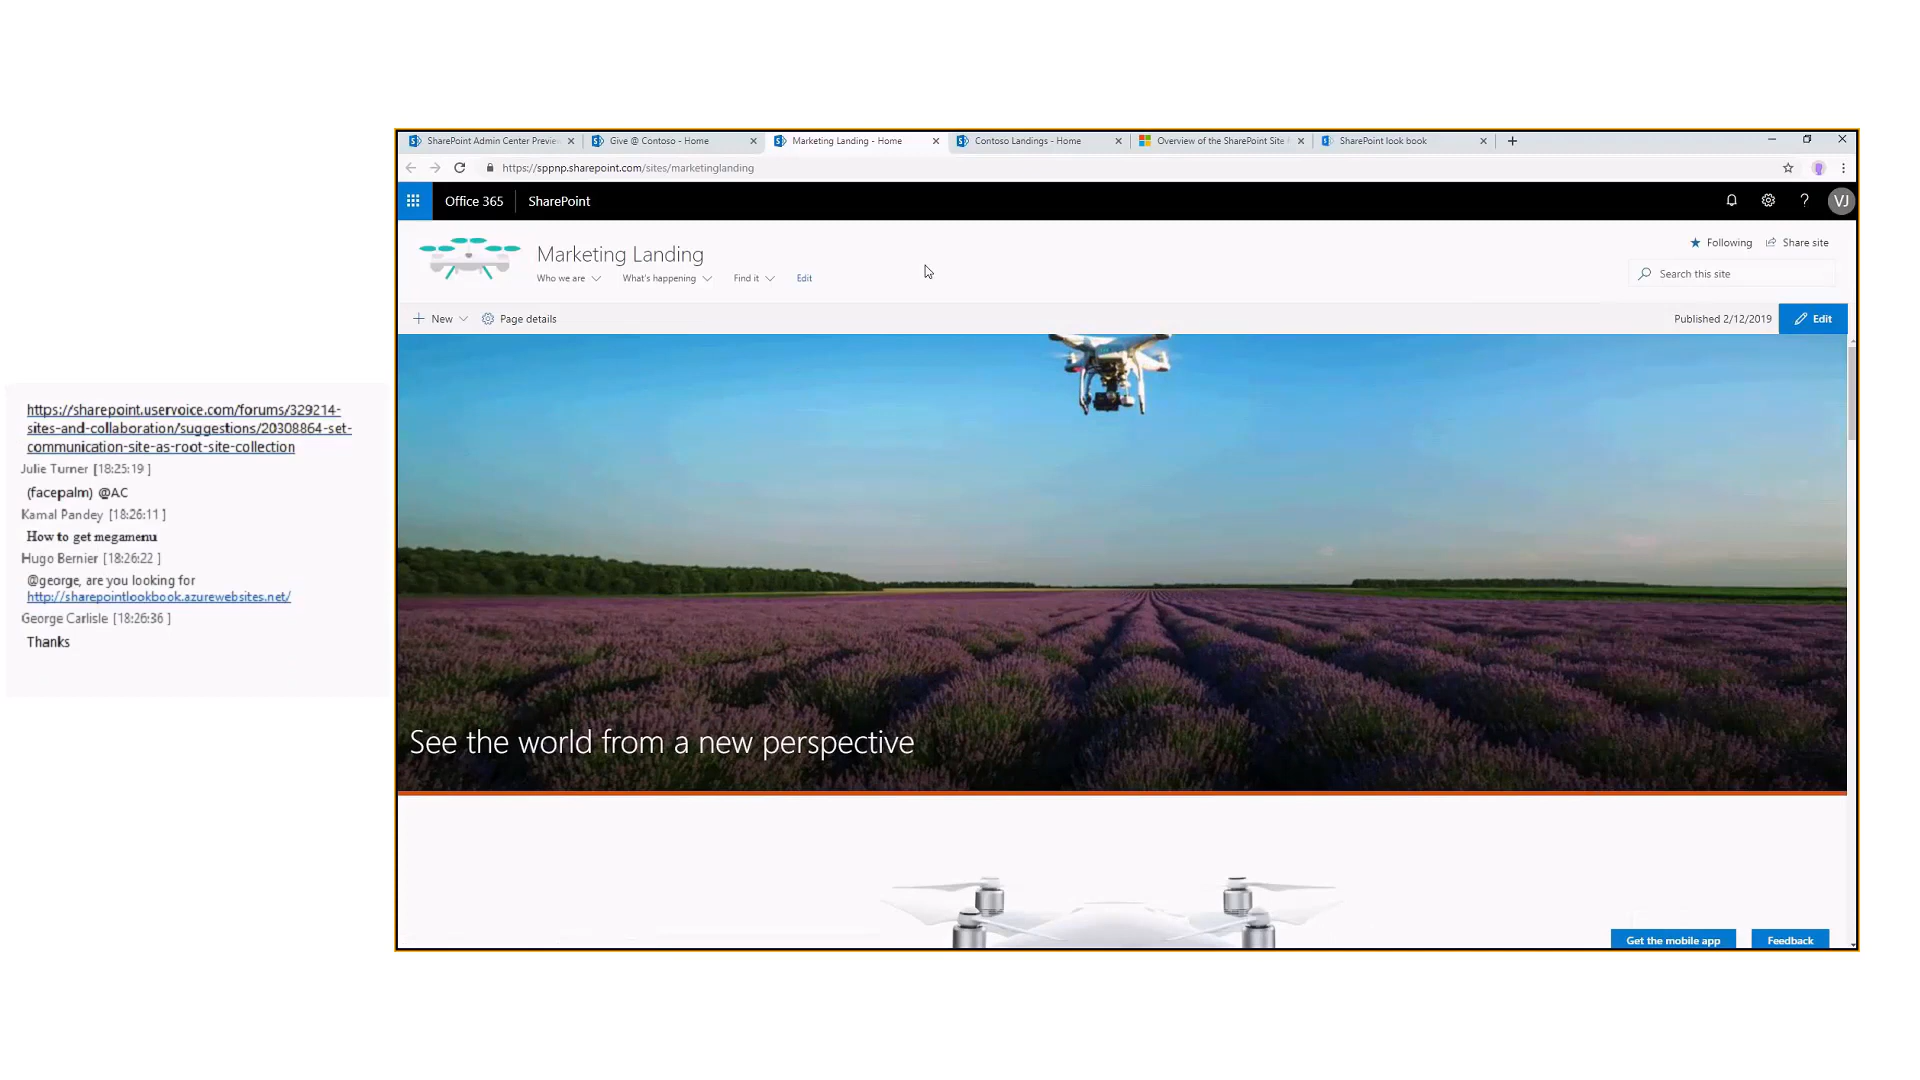 https://sharepoint.uservoice.com/forums/329214-
sites-and-collaboration/suggestions/20308864-set-
communication-site-as-root-site-collection
Julie Turner [18:25:19 ]
(facepalm) @AC
Kamal Pandey [18:26:11 ]
How to get megamenu
Hugo Bernier [18:26:22 ]
@george, are you looking for
http://sharepointlookbook.azurewebsites.net/
George Carlisle [18:26:36 ]
Thanks
SharePoint Admin Center Preview
Give @ Contoso - Home
Marketing Landing - Home
Contoso Landings - Home
Overview of the SharePoint Site
SharePoint look book
https://sppnp.sharepoint.com/sites/marketinglanding
Office 365
SharePoint
VJ
Marketing Landing
Following
Share site
Who we are
What's happening
Find it
Edit
Search this site
New
Page details
Published 2/12/2019
Edit
See the world from a new perspective
Get the mobile app
Feedback